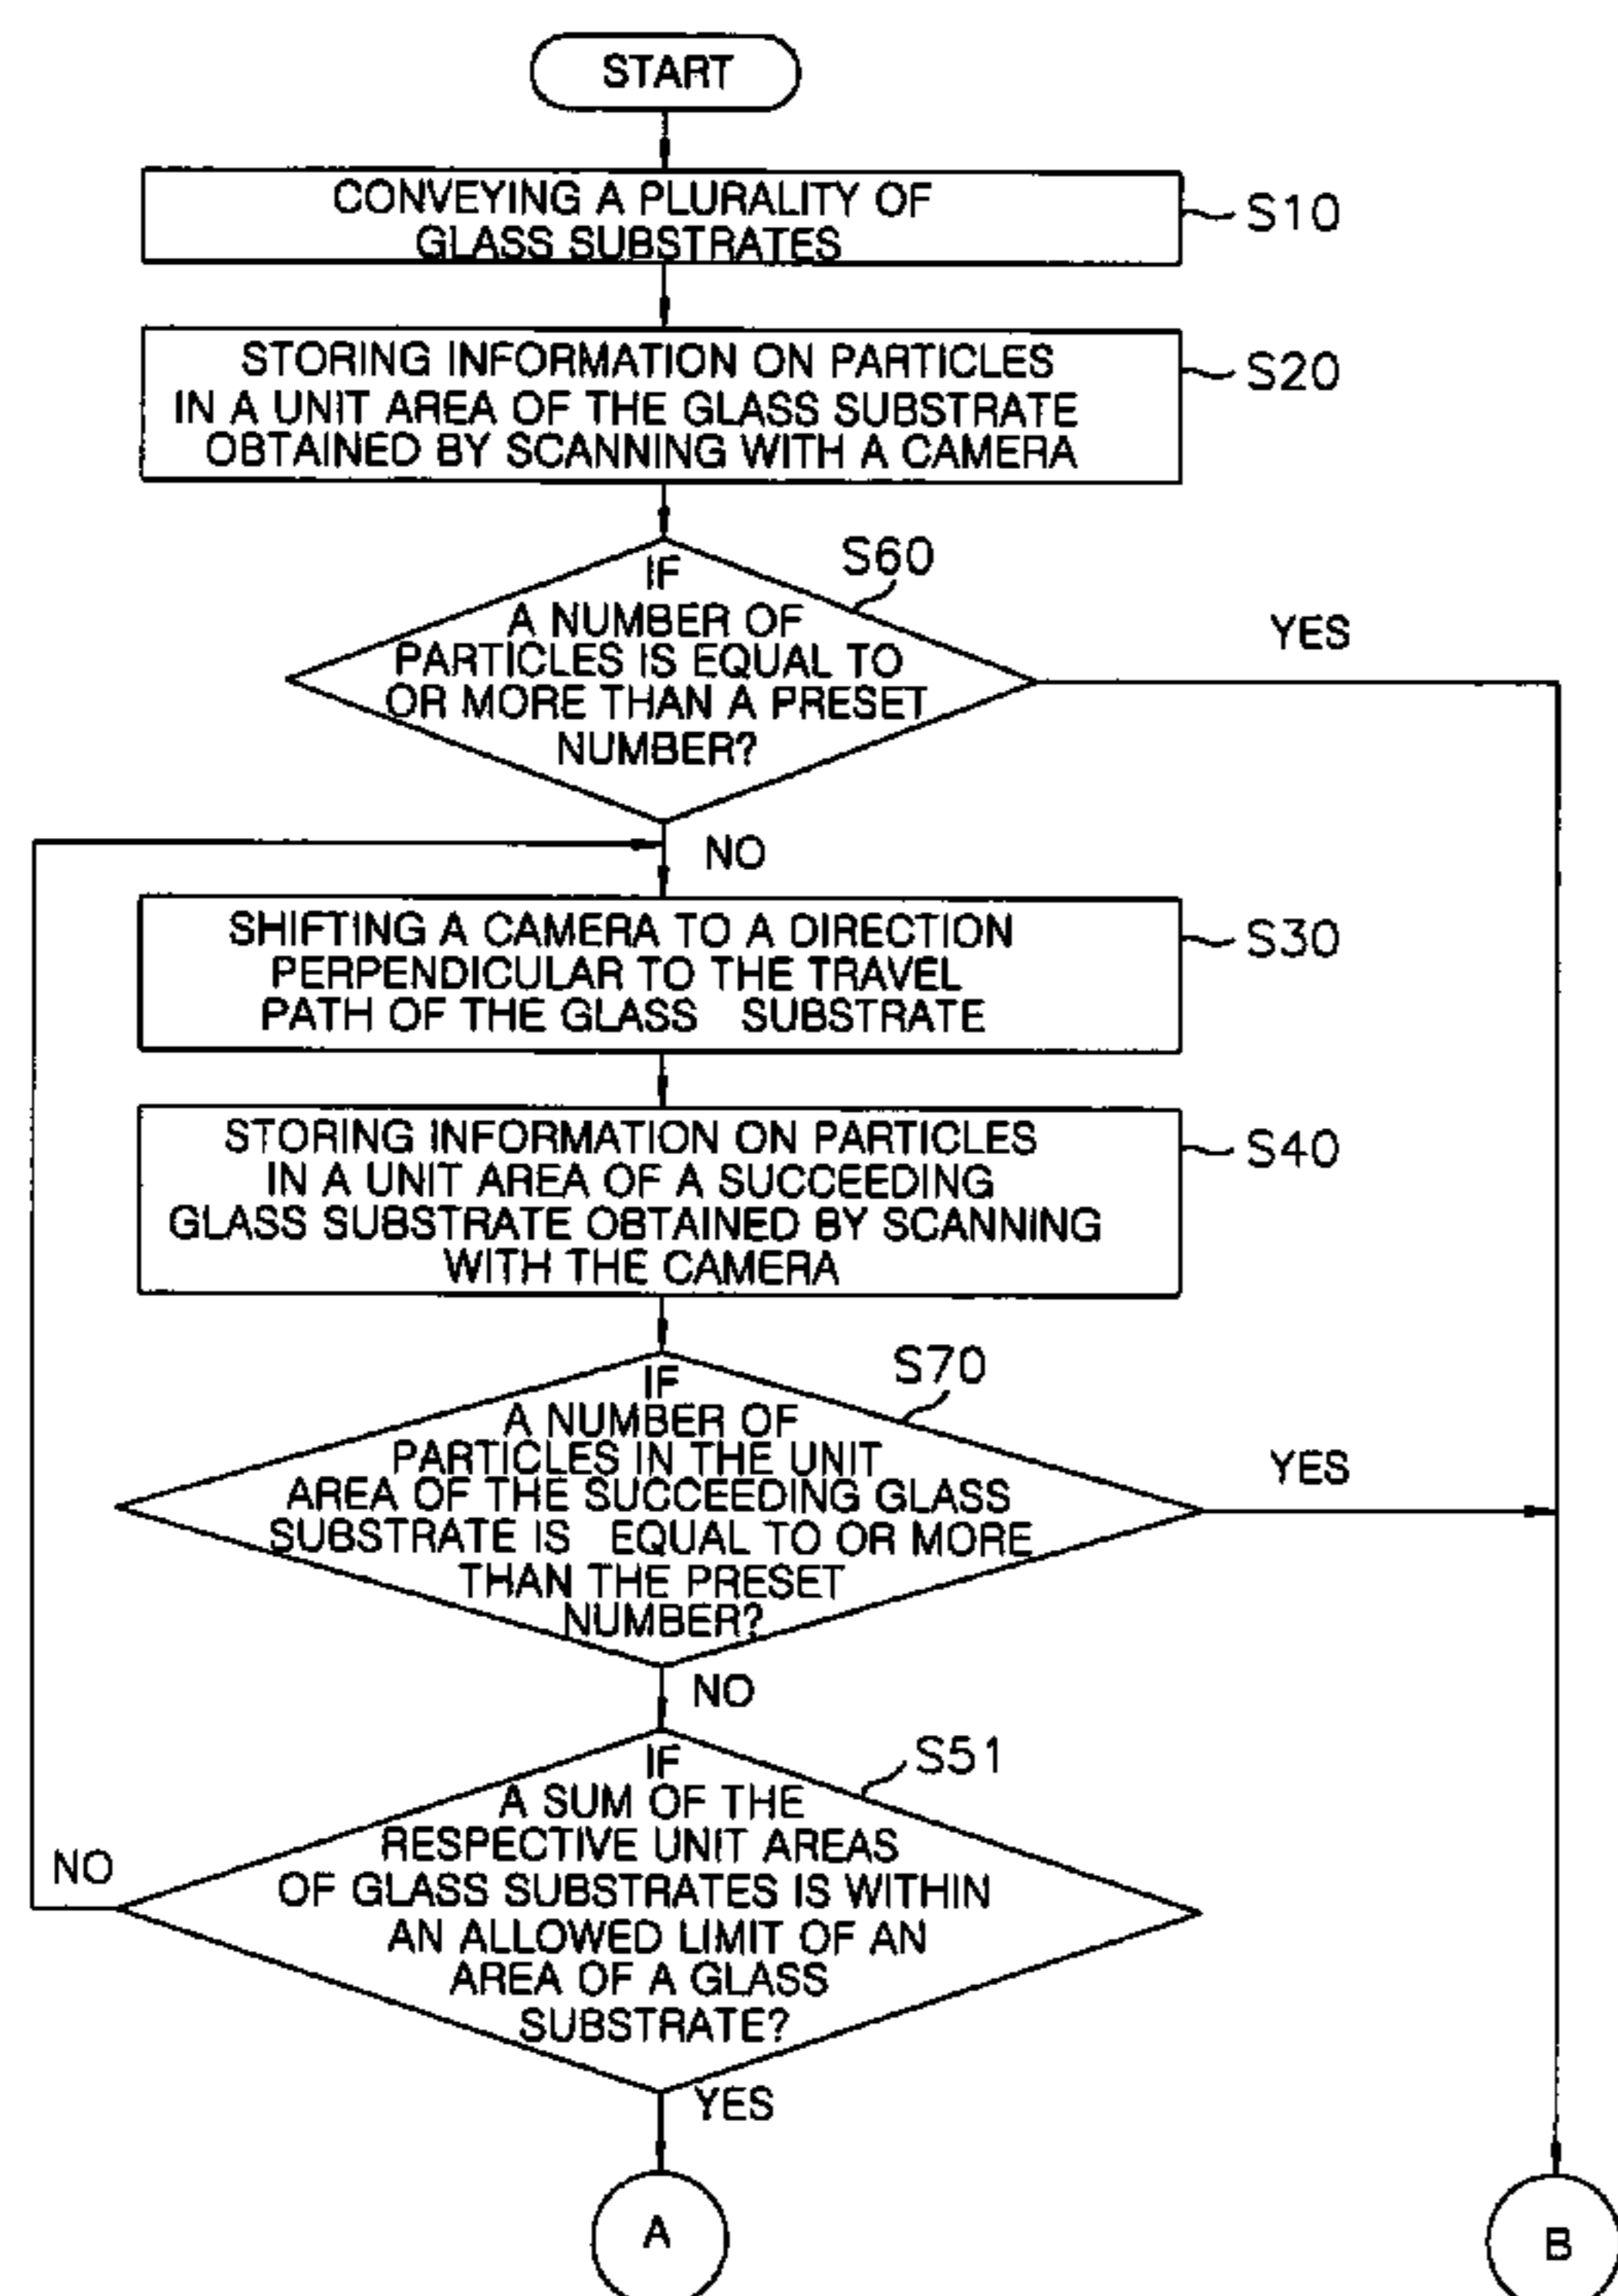 START
CONVEYING A PLURALITY OF
GLASS SUBSTRATES
S10
STORING INFORMATION ON PARTICLES
IN A UNIT AREA OF THE GLASS SUBSTRATE
OBTAINED BY SCANNING WITH A CAMERA
S20
IF
A NUMBER OF
PARTICLES IS EQUAL TO
OR MORE THAN A PRESET
NUMBER?
S60
YES
NO
SHIFTING A CAMERA TO A DIRECTION
PERPENDICULAR TO THE TRAVEL
PATH OF THE GLASS SUBSTRATE
S30
STORING INFORMATION ON PARTICLES
IN A UNIT AREA OF A SUCCEEDING
GLASS SUBSTRATE OBTAINED BY SCANNING
WITH THE CAMERA
S40
IF
A NUMBER OF
PARTICLES IN THE UNIT
AREA OF THE SUCCEEDING GLASS
SUBSTRATE IS EQUAL TO OR MORE
THAN THE PRESET
NUMBER?
S70
YES
NO
IF
A SUM OF THE
RESPECTIVE UNIT AREAS
OF GLASS SUBSTRATES IS WITHIN
AN ALLOWED LIMIT OF AN
AREA OF A GLASS
SUBSTRATE?
S51
NO
YES
A
B